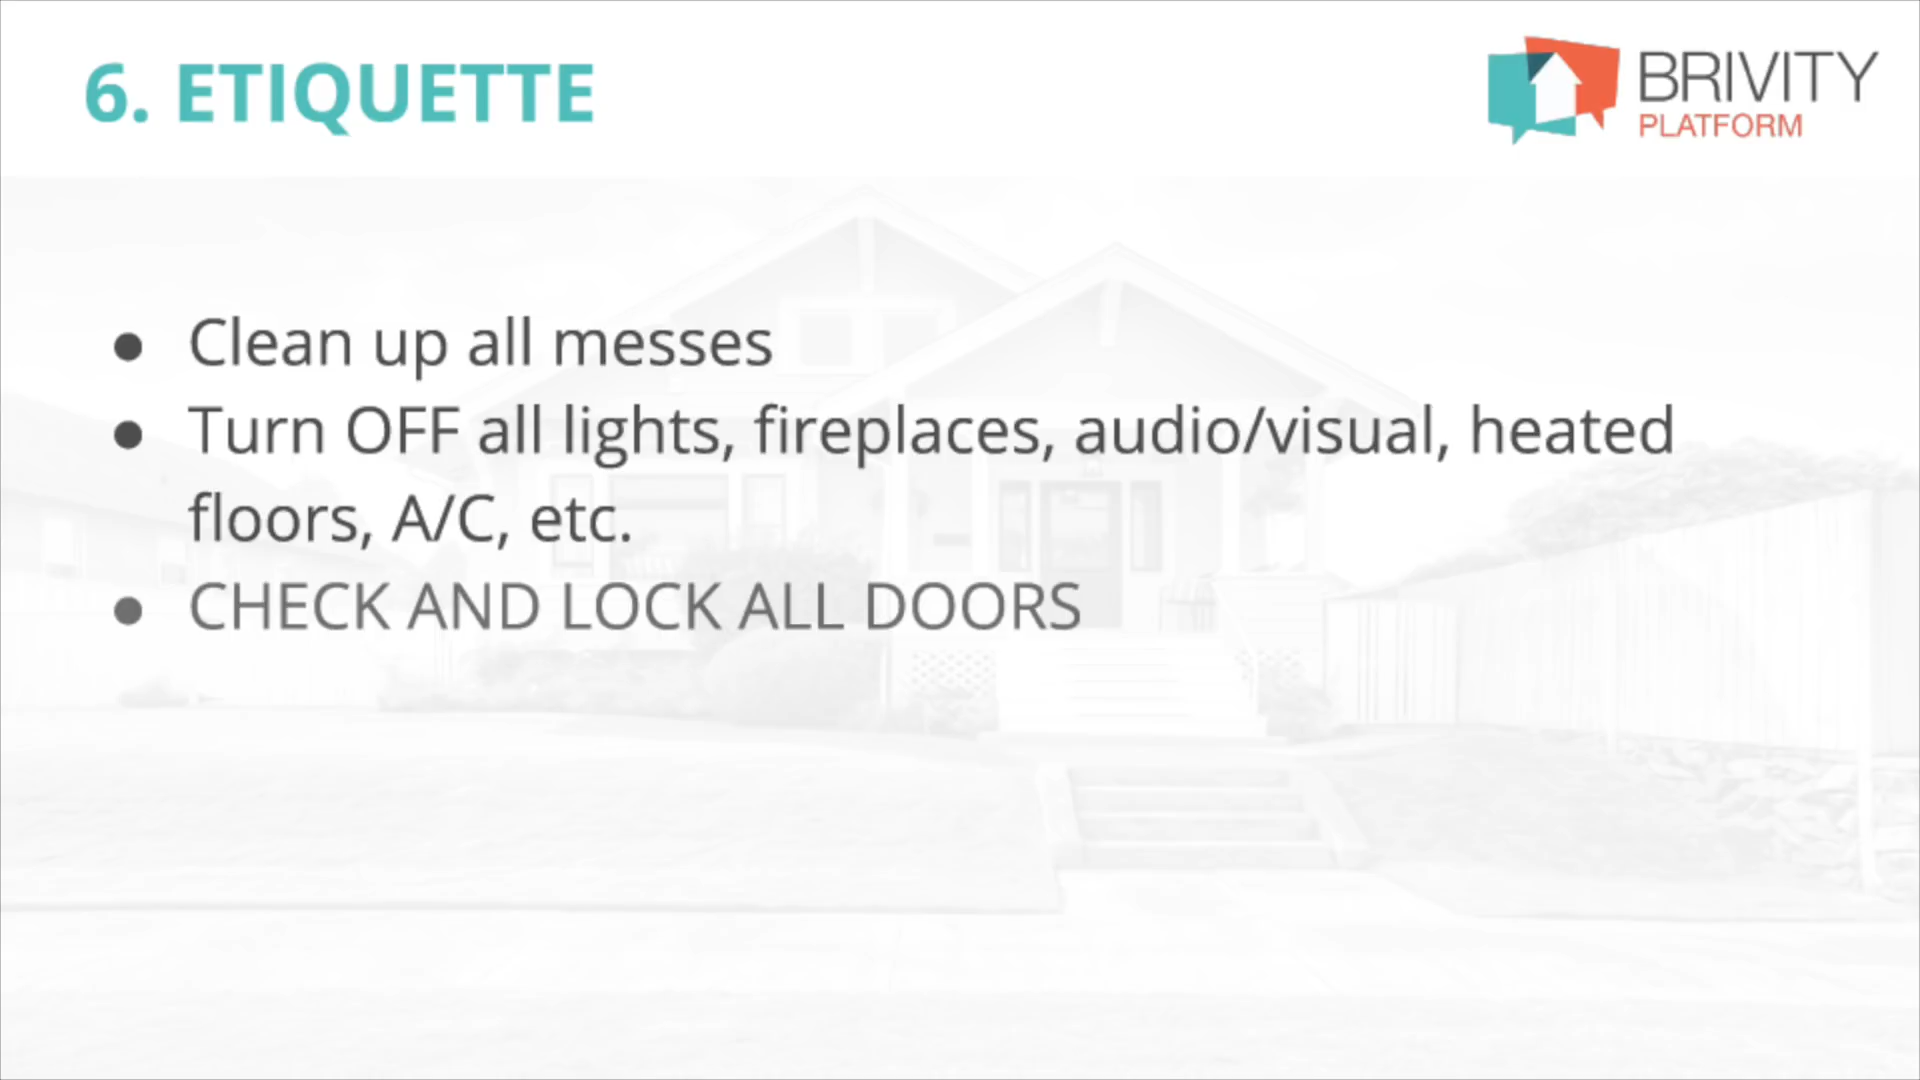 6. ETIQUETTE
BRIVITY
PLATFORM
● Clean up all messes
● Turn OFF all lights, fireplaces, audio/visual, heated
floors, A/C, etc.
● CHECK AND LOCK ALL DOORS